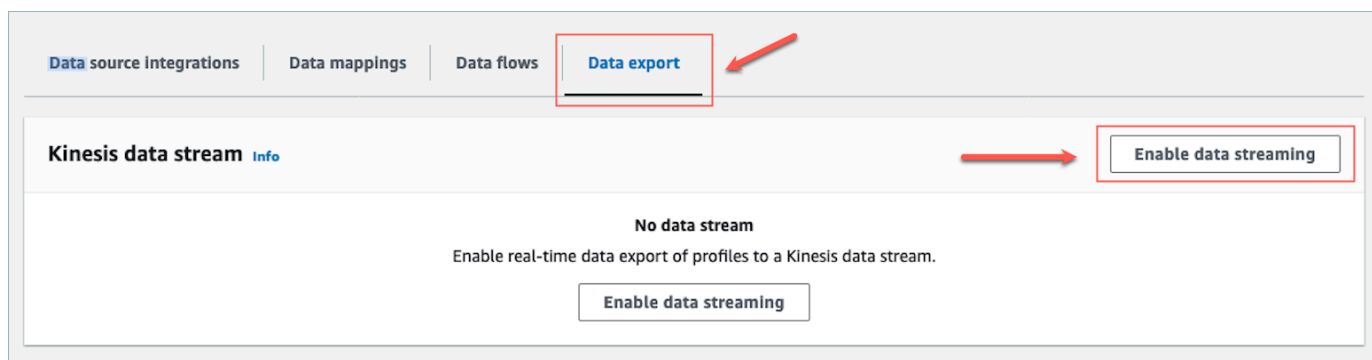 Data source integrations Data mappings Data flows Data export
Kinesis data stream Info Enable data streaming
No data stream
Enable real-time data export of profiles to a Kinesis data stream.
Enable data streaming